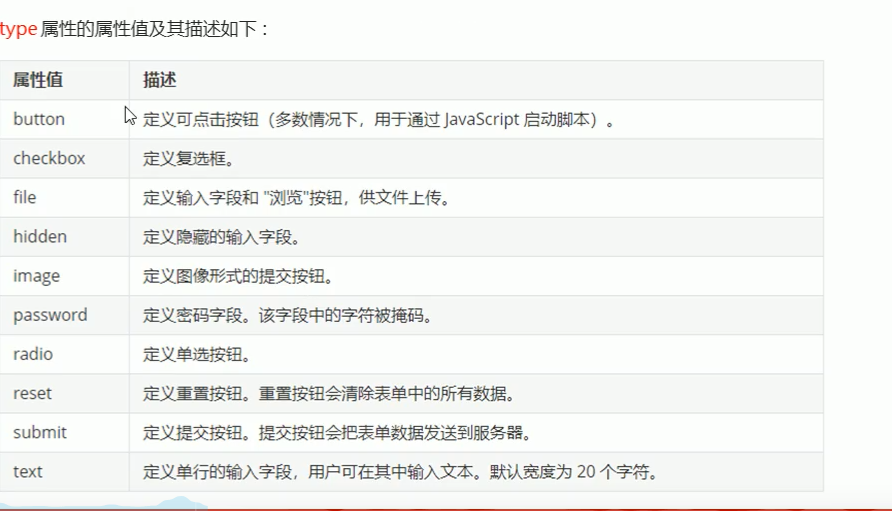 type 属性的属性值及其描述如下：
属性值 描述
button 定义可点击按钮（多数情况下，用于通过 JavaScript 启动脚本）。
checkbox 定义复选框。
file 定义输入字段和 "浏览"按钮，供文件上传。
hidden 定义隐藏的输入字段。
image 定义图像形式的提交按钮。
password 定义密码字段。该字段中的字符被掩码。
radio 定义单选按钮。
reset 定义重置按钮。重置按钮会清除表单中的所有数据。
submit 定义提交按钮。提交按钮会把表单数据发送到服务器。
text 定义单行的输入字段，用户可在其中输入文本。默认宽度为 20 个字符。